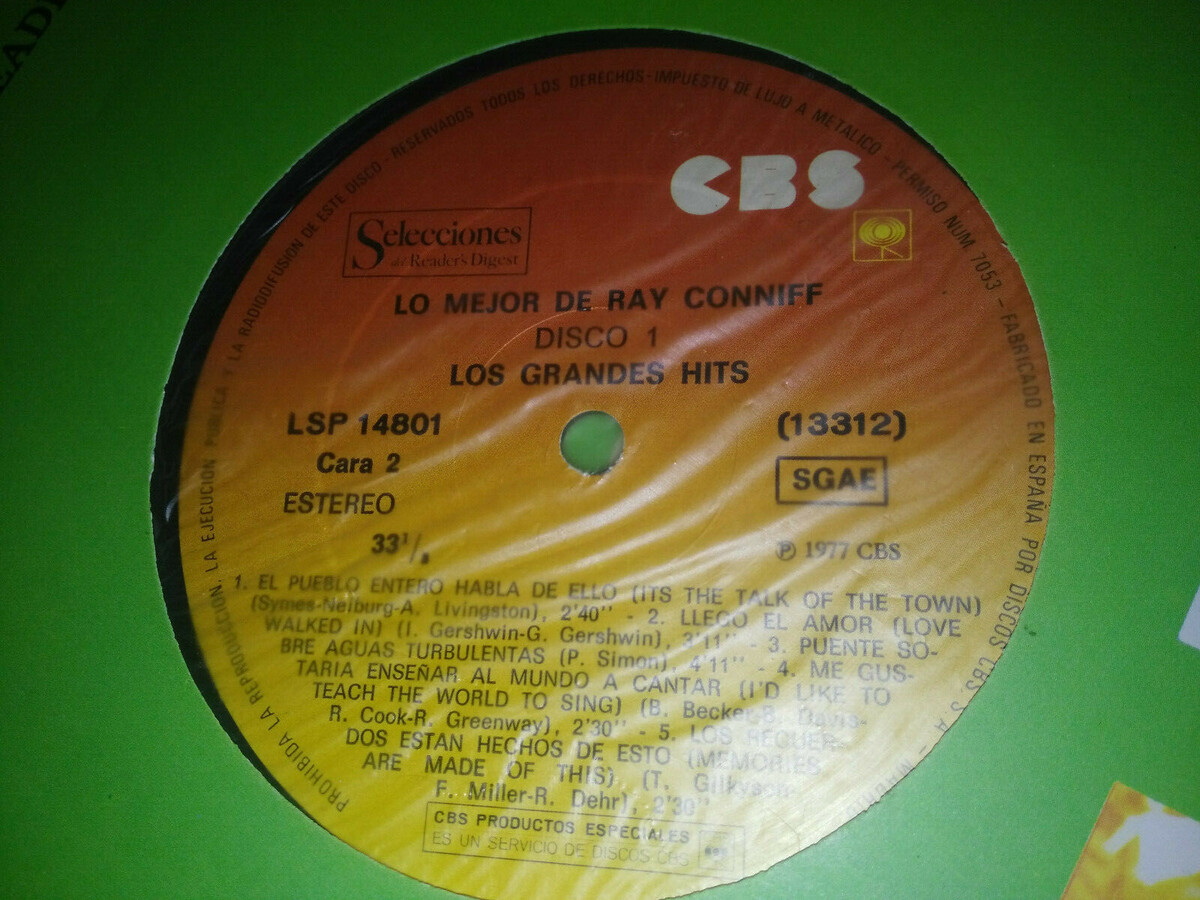 PROHIBIDA LA REPRODUCCION, LA EJECUCION PUBLICA Y LA RADIODIFUSION DE ESTE DISCO - RESERVADOS TODOS LOS DERECHOS - IMPUESTO DE LUJO A METALICO - PERMISO NUM. 7053 - FABRICADO EN ESPAÑA POR DISCOS CBS, S. A. -
CBS
Selecciones
del Reader's Digest
LO MEJOR DE RAY CONNIFF
DISCO 1
LOS GRANDES HITS
LSP 14801
(13312)
Cara 2
SGAE
ESTEREO
33 1/3
℗ 1977 CBS
1. EL PUEBLO ENTERO HABLA DE ELLO (ITS THE TALK OF THE TOWN)
(Symes-Neiburg-A. Livingston), 2'40" - 2. LLEGO EL AMOR (LOVE
WALKED IN) (I. Gershwin-G. Gershwin), 3'11" - 3. PUENTE SO-
BRE AGUAS TURBULENTAS (P. Simon), 4'11" - 4. ME GUS-
TARIA ENSEÑAR AL MUNDO A CANTAR (I'D LIKE TO
TEACH THE WORLD TO SING) (B. Becker-B. Davis-
R. Cook-R. Greenway), 2'30" - 5. LOS RECUER-
DOS ESTAN HECHOS DE ESTO (MEMORIES
ARE MADE OF THIS) (T. Gilkyson-
F. Miller-R. Dehr), 2'30"
CBS PRODUCTOS ESPECIALES
ES UN SERVICIO DE DISCOS CBS